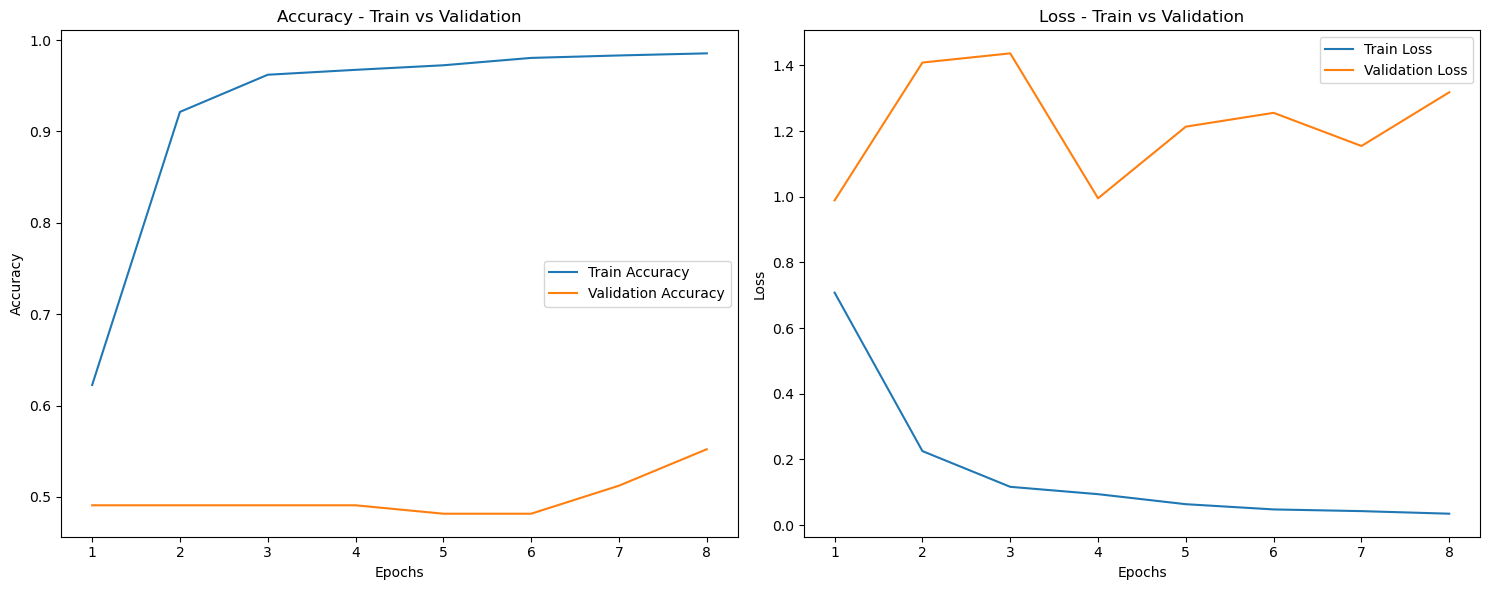 Accuracy - Train vs Validation
1.0
0.9
0.8
0.7
0.6
0.5
Accuracy
Train Accuracy
Validation Accuracy
1 2 3 4 5 6 7 8
Epochs
Loss - Train vs Validation
1.4
1.2
1.0
0.8
0.6
0.4
0.2
0.0
Loss
Train Loss
Validation Loss
1 2 3 4 5 6 7 8
Epochs